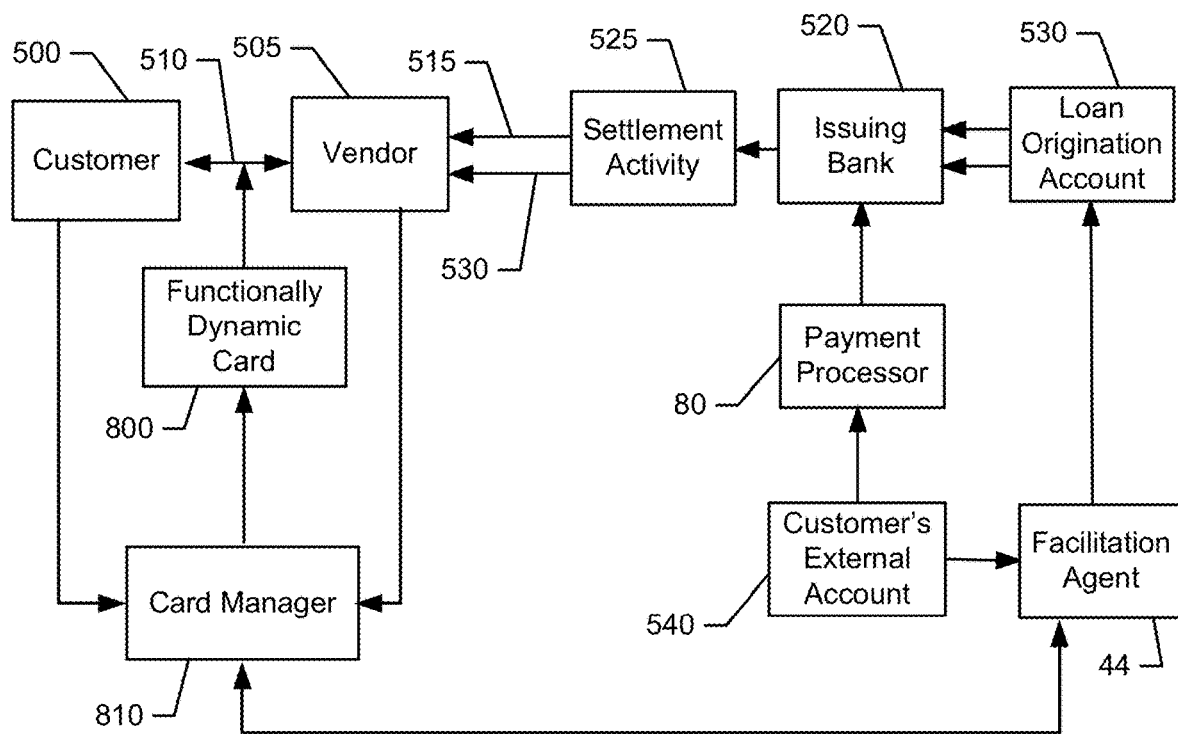 500
510
505
515
525
520
530
Customer
Vendor
Settlement
Activity
Issuing
Bank
Loan
Origination
Account
530
Functionally
Dynamic
Card
800
Payment
Processor
80
Card Manager
810
Customer's
External
Account
540
Facilitation
Agent
44